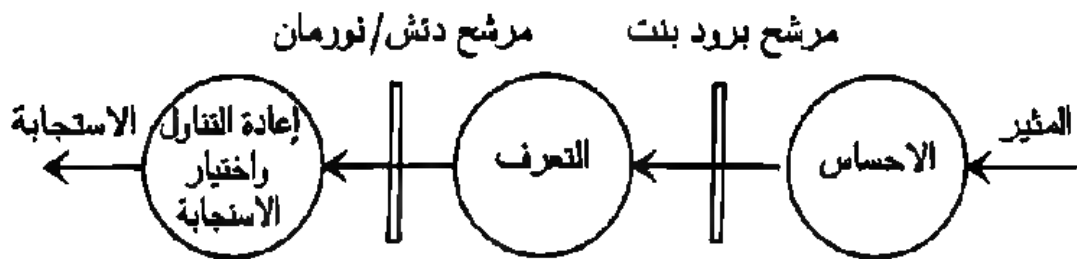 مرشح برود بنت
مرشح دتش/نورمان
المثير
الاحساس
التعرف
إعادة التناول
واختيار
الاستجابة
الاستجابة